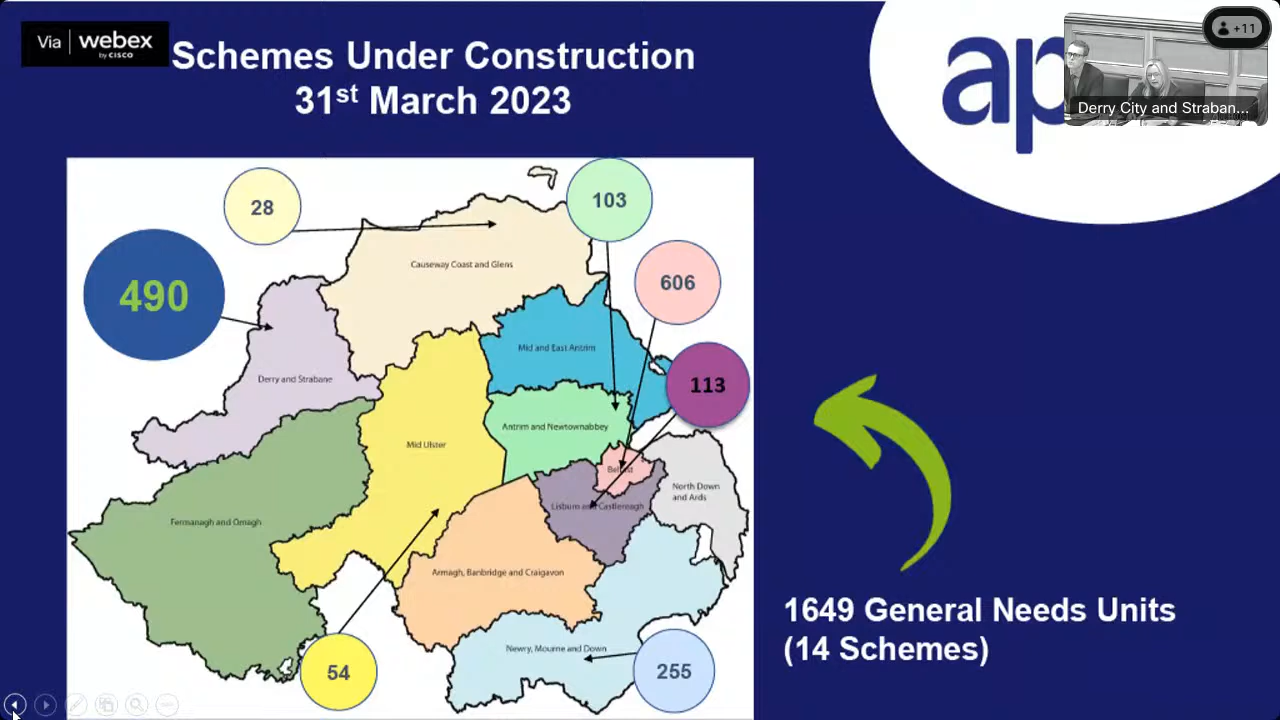 Via webex
by CISCO
Schemes Under Construction
31st March 2023
ap
+11
Derry City and Straban...
28
103
490
606
113
Causeway Coast and Glens
Mid and East Antrim
Derry and Strabane
Antrim and Newtownabbey
Mid Ulster
Belfast
North Down
and Ards
Lisburn and Castlereagh
Fermanagh and Omagh
Armagh, Banbridge and Craigavon
Newry, Mourne and Down
54
255
1649 General Needs Units
(14 Schemes)